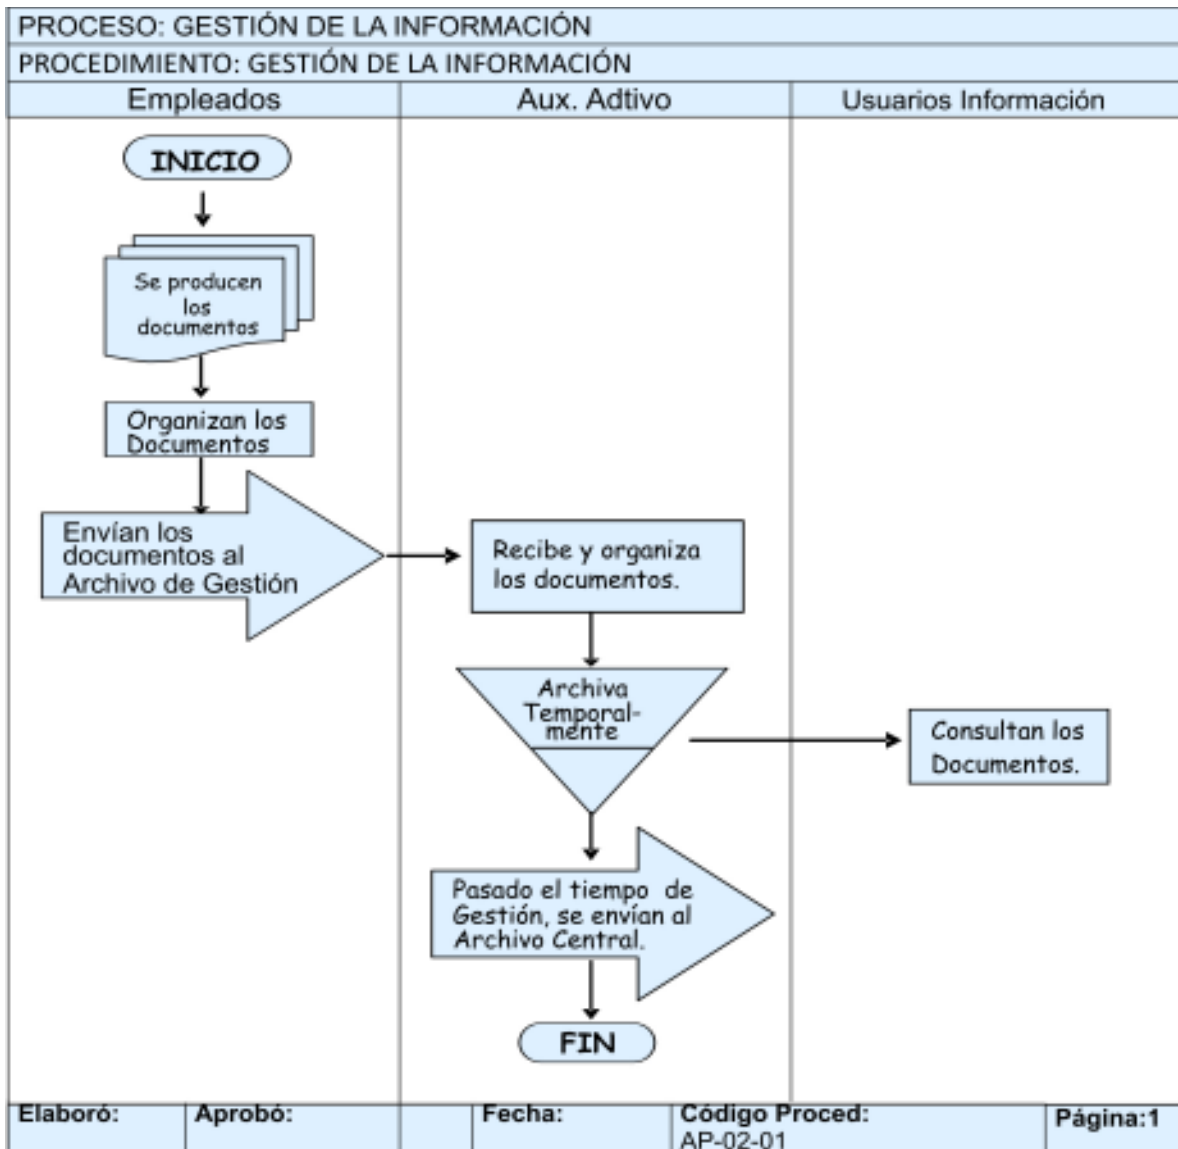 PROCESO: GESTIÓN DE LA INFORMACIÓN
PROCEDIMIENTO: GESTIÓN DE LA INFORMACIÓN
Empleados
Aux. Adtivo
Usuarios Información
INICIO
Se producen
los
documentos
Organizan los
Documentos
Envían los
documentos al
Archivo de Gestión
Recibe y organiza
los documentos.
Archiva
Temporal-
mente
Consultan los
Documentos.
Pasado el tiempo de
Gestión, se envían al
Archivo Central.
FIN
Elaboró:
Aprobó:
Fecha:
Código Proced:
AP-02-01
Página:1